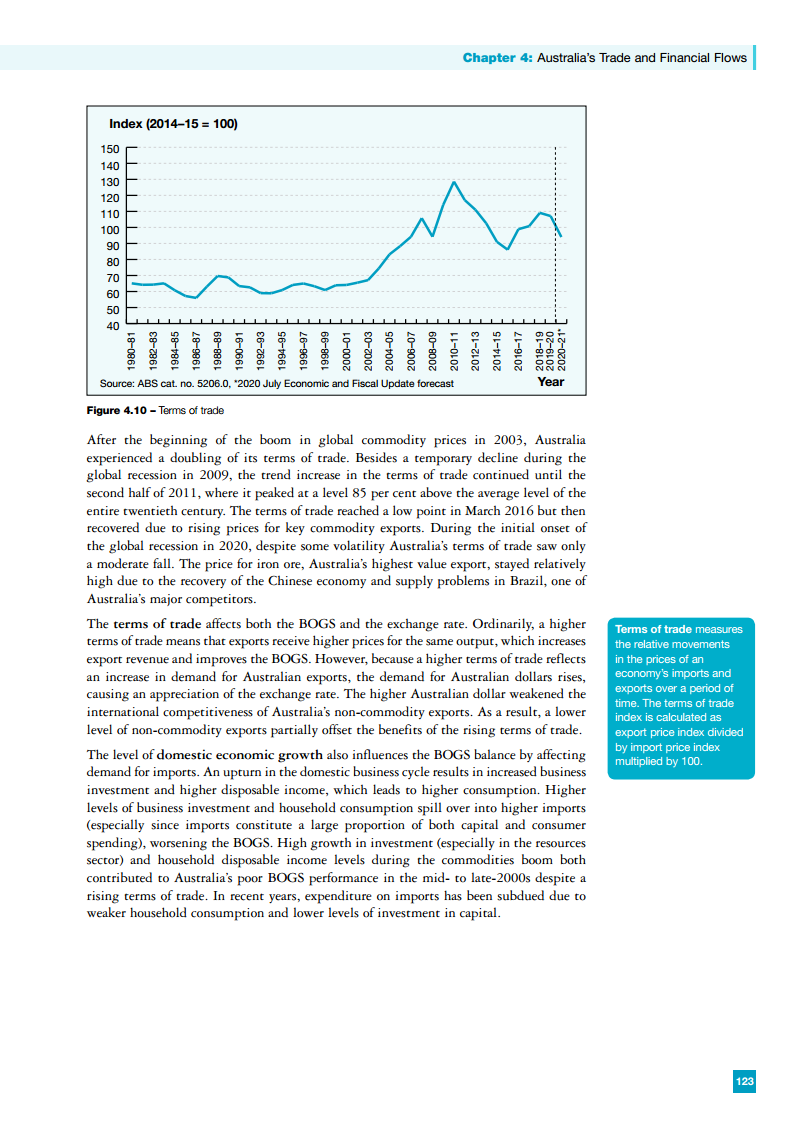 Chapter 4: Australia's Trade and Financial Flows
Index (2014–15 = 100)
150
140
130
120
110
100
90
80
70
60
50
40
1980–81
1982–83
1984–85
1986–87
1988–89
1990–91
1992–93
1994–95
1996–97
1998–99
2000–01
2002–03
2004–05
2006–07
2008–09
2010–11
2012–13
2014–15
2016–17
2018–19
2019–20
2020–21*
Source: ABS cat. no. 5206.0, *2020 July Economic and Fiscal Update forecast
Year
Figure 4.10 – Terms of trade
After the beginning of the boom in global commodity prices in 2003, Australia
experienced a doubling of its terms of trade. Besides a temporary decline during the
global recession in 2009, the trend increase in the terms of trade continued until the
second half of 2011, where it peaked at a level 85 per cent above the average level of the
entire twentieth century. The terms of trade reached a low point in March 2016 but then
recovered due to rising prices for key commodity exports. During the initial onset of
the global recession in 2020, despite some volatility Australia's terms of trade saw only
a moderate fall. The price for iron ore, Australia's highest value export, stayed relatively
high due to the recovery of the Chinese economy and supply problems in Brazil, one of
Australia's major competitors.
The terms of trade affects both the BOGS and the exchange rate. Ordinarily, a higher
terms of trade means that exports receive higher prices for the same output, which increases
export revenue and improves the BOGS. However, because a higher terms of trade reflects
an increase in demand for Australian exports, the demand for Australian dollars rises,
causing an appreciation of the exchange rate. The higher Australian dollar weakened the
international competitiveness of Australia's non-commodity exports. As a result, a lower
level of non-commodity exports partially offset the benefits of the rising terms of trade.
Terms of trade measures
the relative movements
in the prices of an
economy's imports and
exports over a period of
time. The terms of trade
index is calculated as
export price index divided
by import price index
multiplied by 100.
The level of domestic economic growth also influences the BOGS balance by affecting
demand for imports. An upturn in the domestic business cycle results in increased business
investment and higher disposable income, which leads to higher consumption. Higher
levels of business investment and household consumption spill over into higher imports
(especially since imports constitute a large proportion of both capital and consumer
spending), worsening the BOGS. High growth in investment (especially in the resources
sector) and household disposable income levels during the commodities boom both
contributed to Australia's poor BOGS performance in the mid- to late-2000s despite a
rising terms of trade. In recent years, expenditure on imports has been subdued due to
weaker household consumption and lower levels of investment in capital.
123